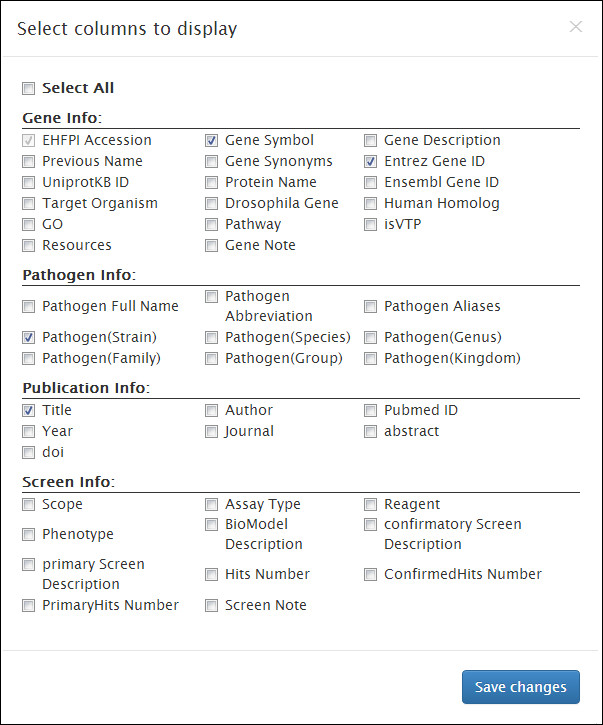 Select columns to display
×
Select All
Gene Info:
EHFPI Accession Gene Symbol Gene Description
Previous Name Gene Synonyms Entrez Gene ID
UniprotKB ID Protein Name Ensembl Gene ID
Target Organism Drosophila Gene Human Homolog
GO Pathway isVTP
Resources Gene Note
Pathogen Info:
Pathogen Full Name Pathogen Abbreviation Pathogen Aliases
Pathogen(Strain) Pathogen(Species) Pathogen(Genus)
Pathogen(Family) Pathogen(Group) Pathogen(Kingdom)
Publication Info:
Title Author Pubmed ID
Year Journal abstract
doi
Screen Info:
Scope Assay Type Reagent
Phenotype BioModel Description confirmatory Screen Description
primary Screen Description Hits Number ConfirmedHits Number
PrimaryHits Number Screen Note
Save changes